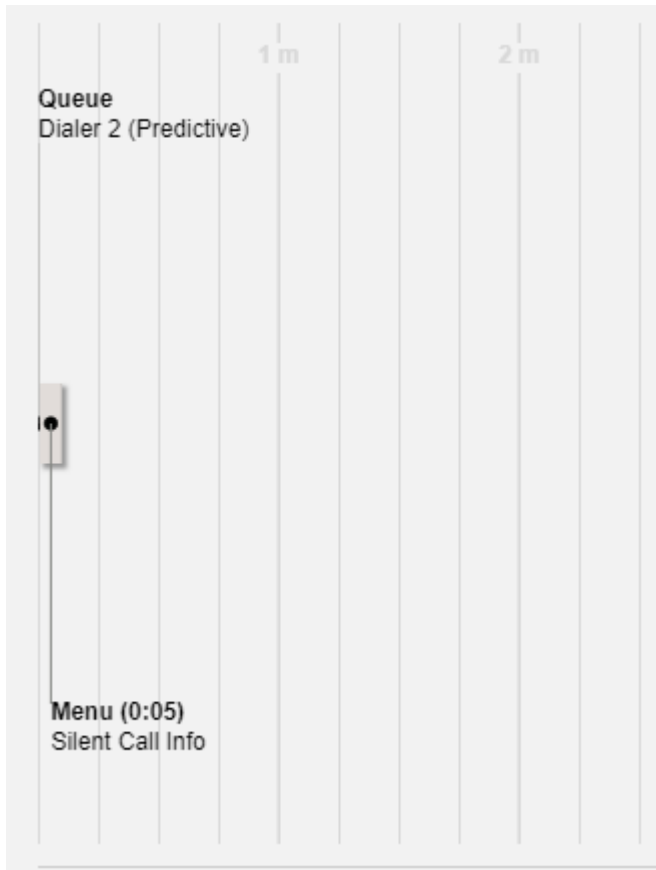 1 m
2 m
Queue
Dialer 2 (Predictive)
Menu (0:05)
Silent Call Info